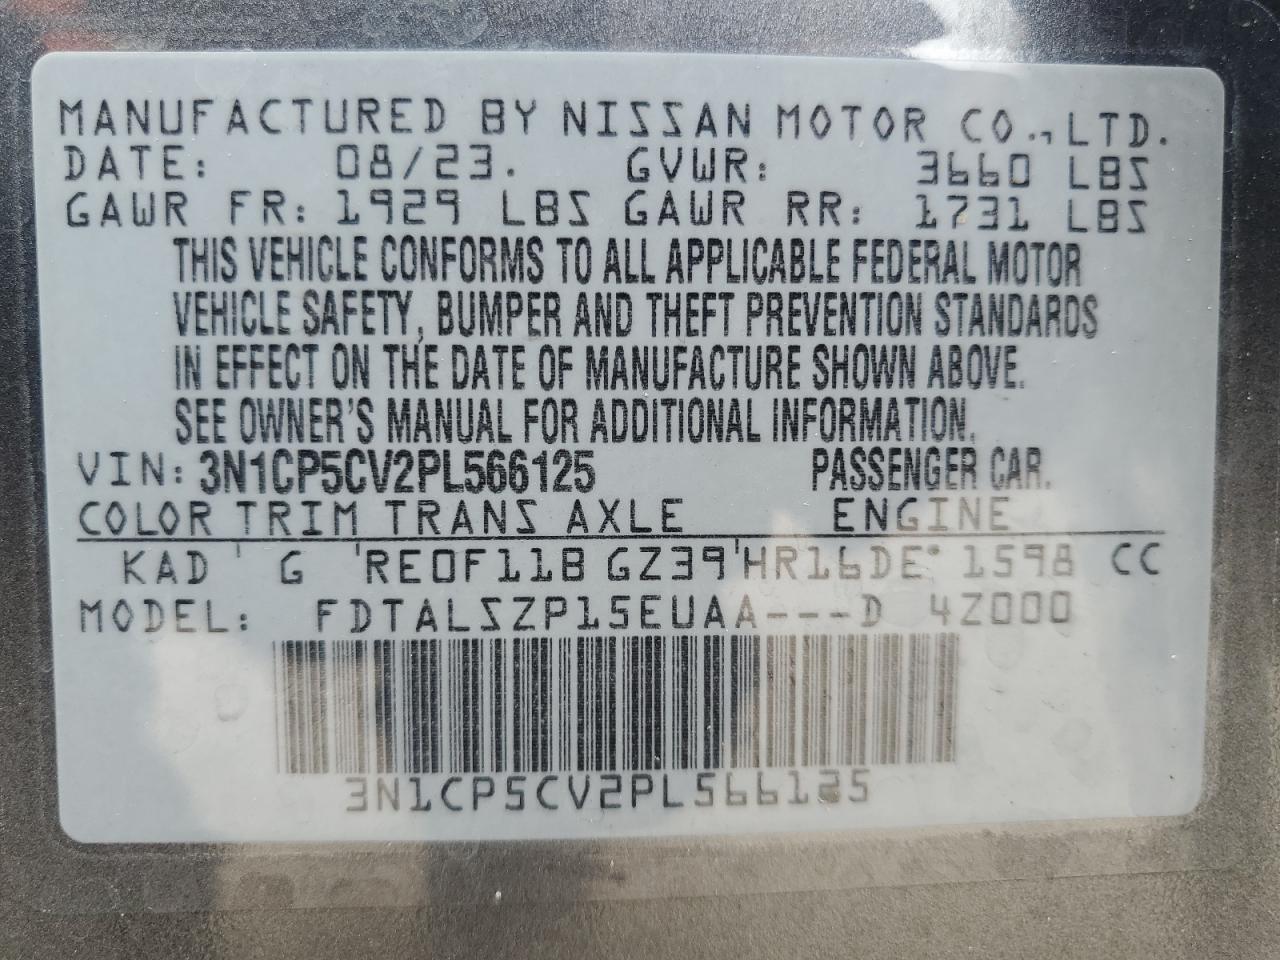 MANUFACTURED BY NISSAN MOTOR CO., LTD.
DATE: 08/23. GVWR: 3660 LBS
GAWR FR: 1929 LBS GAWR RR: 1731 LBS
THIS VEHICLE CONFORMS TO ALL APPLICABLE FEDERAL MOTOR
VEHICLE SAFETY, BUMPER AND THEFT PREVENTION STANDARDS
IN EFFECT ON THE DATE OF MANUFACTURE SHOWN ABOVE.
SEE OWNER'S MANUAL FOR ADDITIONAL INFORMATION.
VIN: 3N1CP5CV2PL566125 PASSENGER CAR.
COLOR TRIM TRANS AXLE ENGINE
KAD ' G 'RE0F11B GZ39'HR16DE* 1598 CC
MODEL: FDTALSZP15EUAA---D 4Z000
3N1CP5CV2PL566125